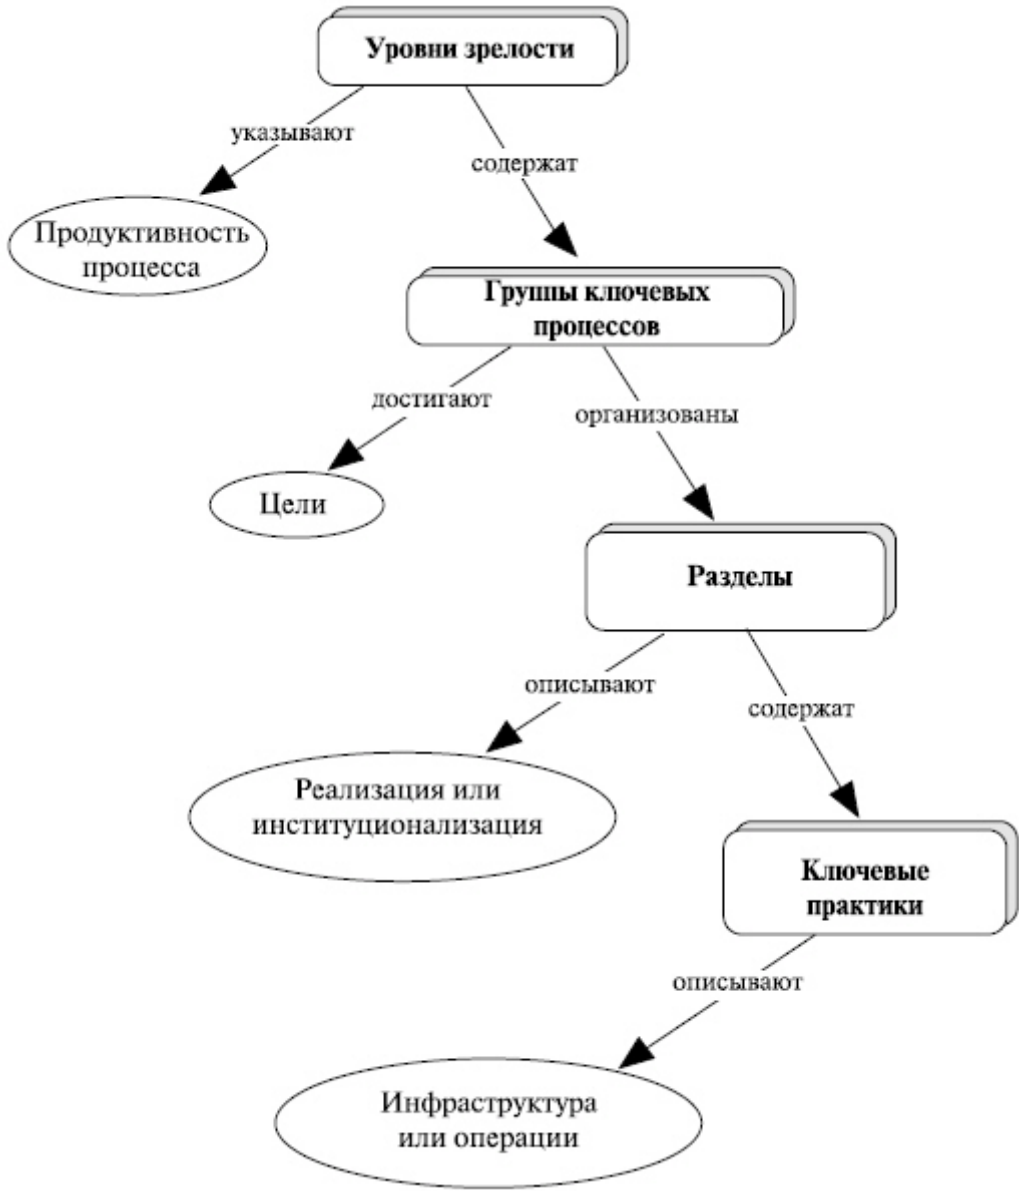 Уровни зрелости
указывают
содержат
Продуктивность
процесса
Группы ключевых
процессов
достигают
организованы
Цели
Разделы
описывают
содержат
Реализация или
институционализация
Ключевые
практики
описывают
Инфраструктура
или операции